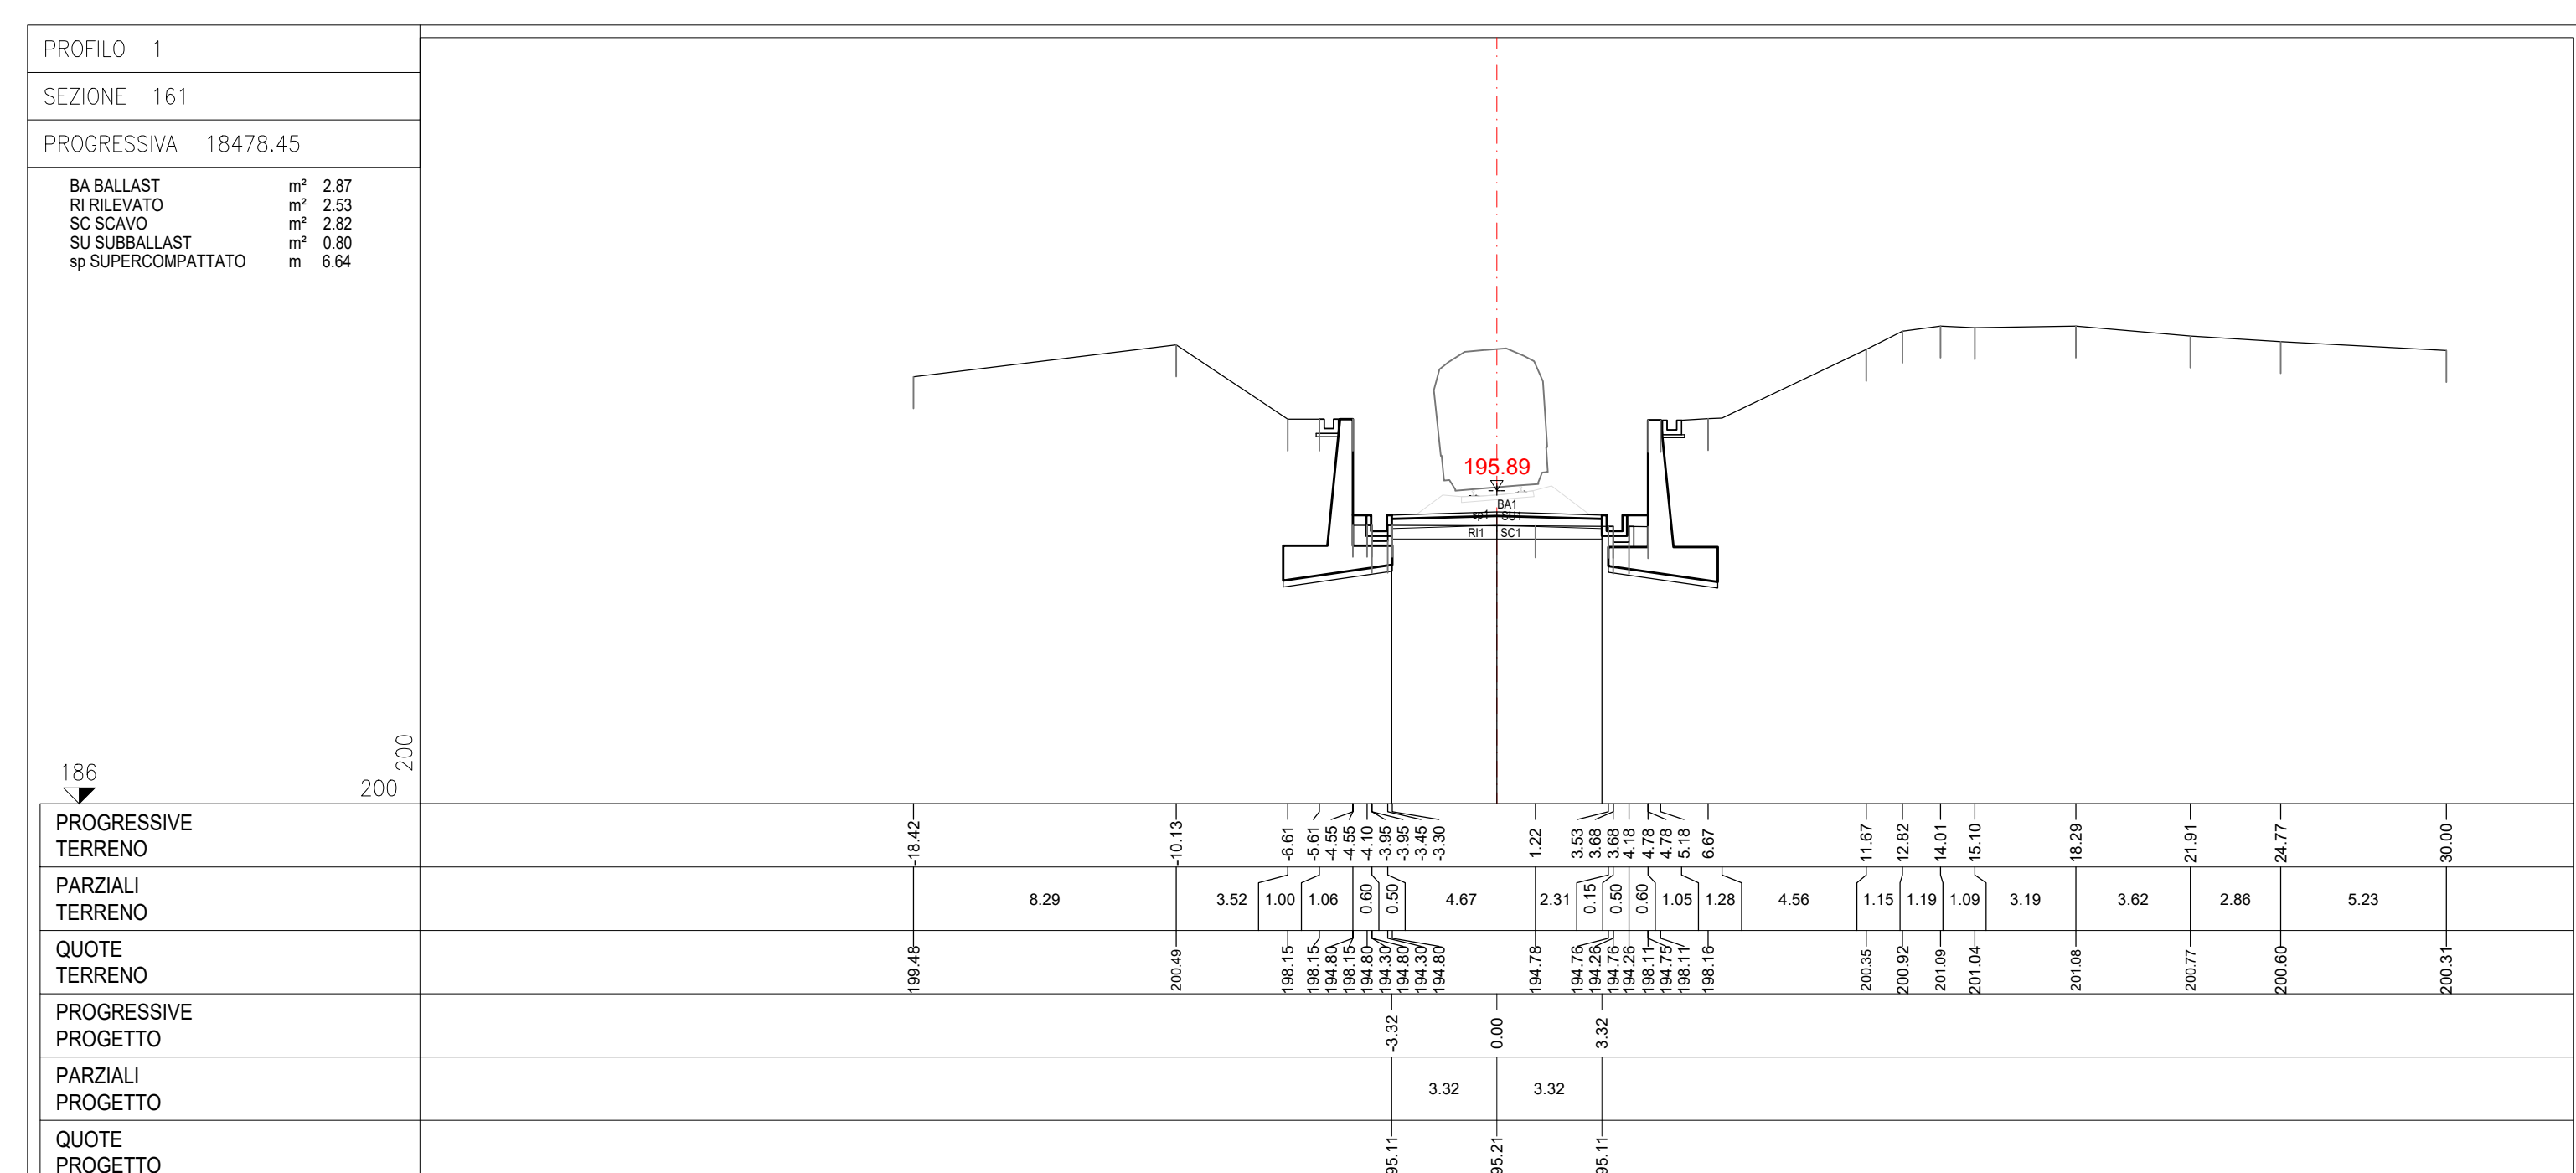 PROFILO 1
SEZIONE 161
PROGRESSIVA 18478.45
BA BALLAST m² 2.87
RI RILEVATO m² 2.53
SC SCAVO m² 2.82
SU SUBBALLAST m² 0.80
sp SUPERCOMPATTATO m 6.64
195.89
BA1
sp1 SU1
RI1 SC1
186
200
200
PROGRESSIVE
TERRENO
-18.42 -10.13 -6.61 -5.61 -4.55 -4.55 -4.10 -3.95 -3.95 -3.45 -3.30 1.22 3.53 3.68 3.68 4.18 4.78 4.78 5.18 6.67 11.67 12.82 14.01 15.10 18.29 21.91 24.77 30.00
PARZIALI
TERRENO
8.29 3.52 1.00 1.06 0.60 0.50 4.67 2.31 0.15 0.50 0.60 1.05 1.28 4.56 1.15 1.19 1.09 3.19 3.62 2.86 5.23
QUOTE
TERRENO
199.48 200.49 198.15 198.15 194.80 198.15 194.80 194.30 194.80 194.30 194.80 194.78 194.76 194.26 194.76 194.26 198.11 194.75 198.11 198.16 200.35 200.92 201.09 201.04 201.08 200.77 200.60 200.31
PROGRESSIVE
PROGETTO
-3.32 0.00 3.32
PARZIALI
PROGETTO
3.32 3.32
QUOTE
PROGETTO
95.11 95.21 95.11